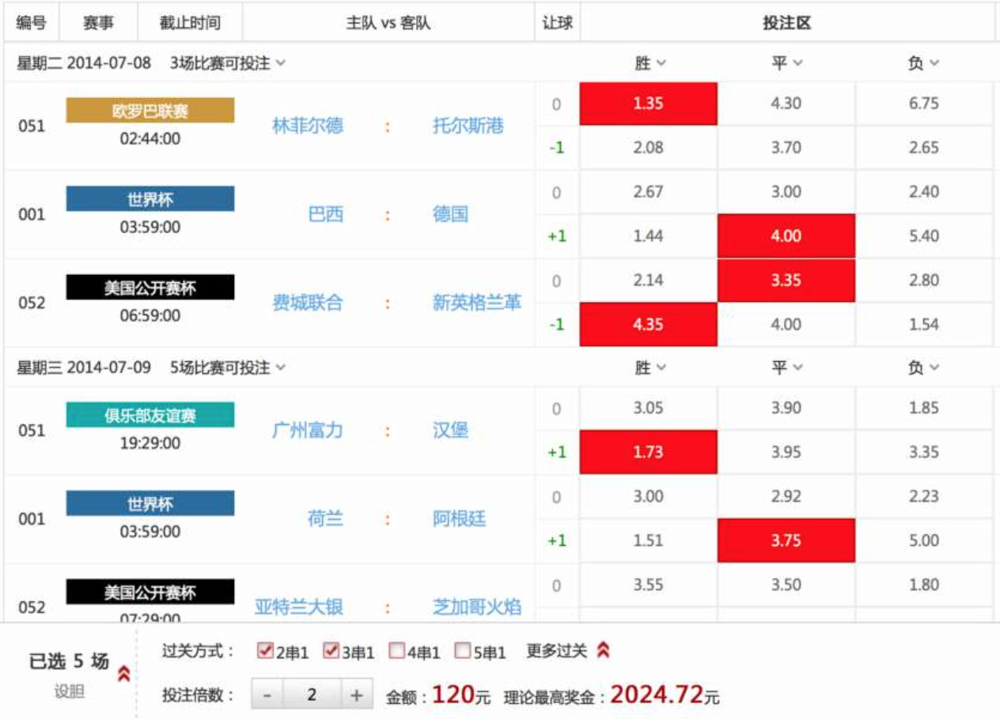 编号 赛事 截止时间 主队 vs 客队 让球 投注区
星期二 2014-07-08 3场比赛可投注 胜 平 负
欧罗巴联赛 0 1.35 4.30 6.75
051 林菲尔德 : 托尔斯港
02:44:00 -1 2.08 3.70 2.65
世界杯 0 2.67 3.00 2.40
001 巴西 : 德国
03:59:00 +1 1.44 4.00 5.40
美国公开赛杯 0 2.14 3.35 2.80
052 费城联合 : 新英格兰革
06:59:00 -1 4.35 4.00 1.54
星期三 2014-07-09 5场比赛可投注 胜 平 负
俱乐部友谊赛 0 3.05 3.90 1.85
051 广州富力 : 汉堡
19:29:00 +1 1.73 3.95 3.35
世界杯 0 3.00 2.92 2.23
001 荷兰 : 阿根廷
03:59:00 +1 1.51 3.75 5.00
美国公开赛杯 0 3.55 3.50 1.80
052 亚特兰大银 : 芝加哥火焰
07:29:00
已选 5 场
设胆
过关方式： 2串1 3串1 4串1 5串1 更多过关
投注倍数： - 2 + 金额：120元 理论最高奖金：2024.72元